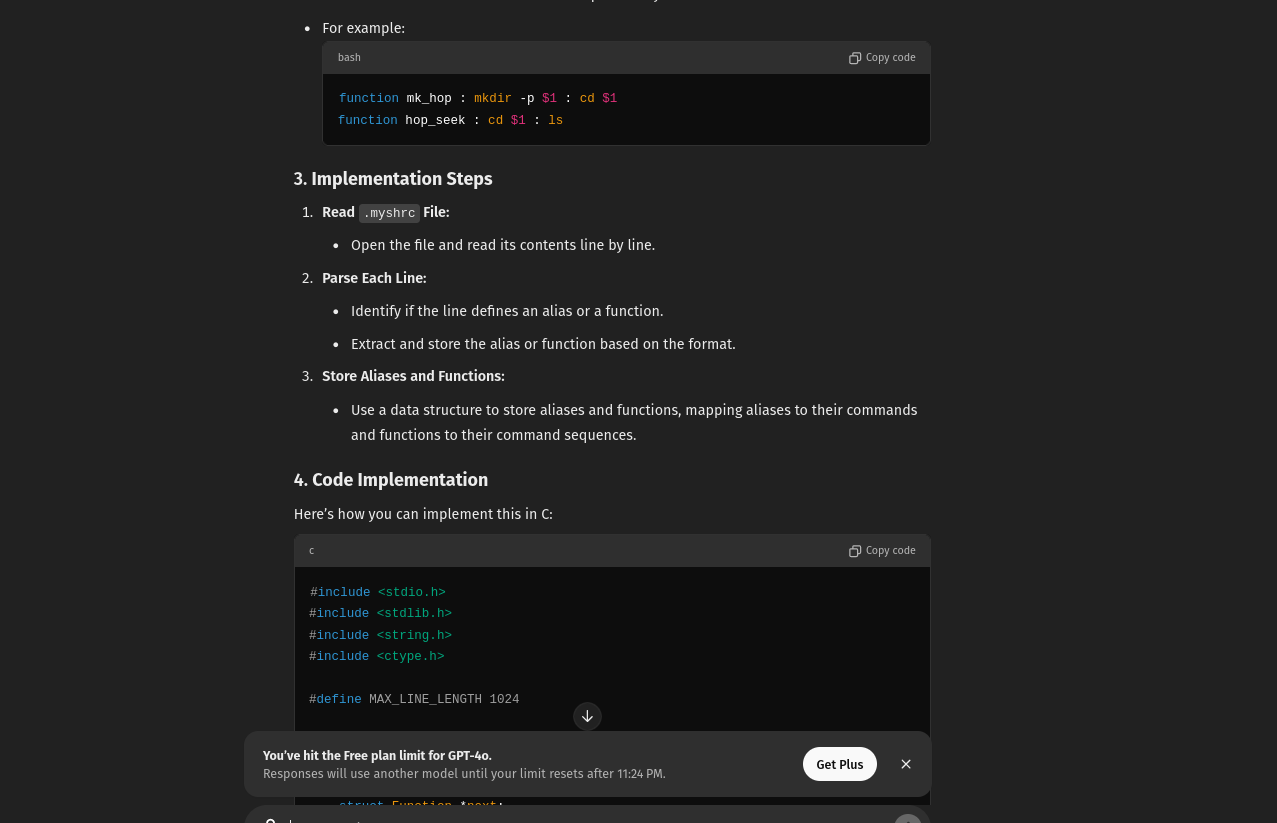 For example:
bash
Copy code
function mk_hop : mkdir -p $1 : cd $1
function hop_seek : cd $1 : ls
3. Implementation Steps
1. Read .myshrc File:
Open the file and read its contents line by line.
2. Parse Each Line:
Identify if the line defines an alias or a function.
Extract and store the alias or function based on the format.
3. Store Aliases and Functions:
Use a data structure to store aliases and functions, mapping aliases to their commands
and functions to their command sequences.
4. Code Implementation
Here’s how you can implement this in C:
c
Copy code
#include <stdio.h>
#include <stdlib.h>
#include <string.h>
#include <ctype.h>
#define MAX_LINE_LENGTH 1024
You’ve hit the Free plan limit for GPT-4o.
Responses will use another model until your limit resets after 11:24 PM.
Get Plus
struct Function *next;